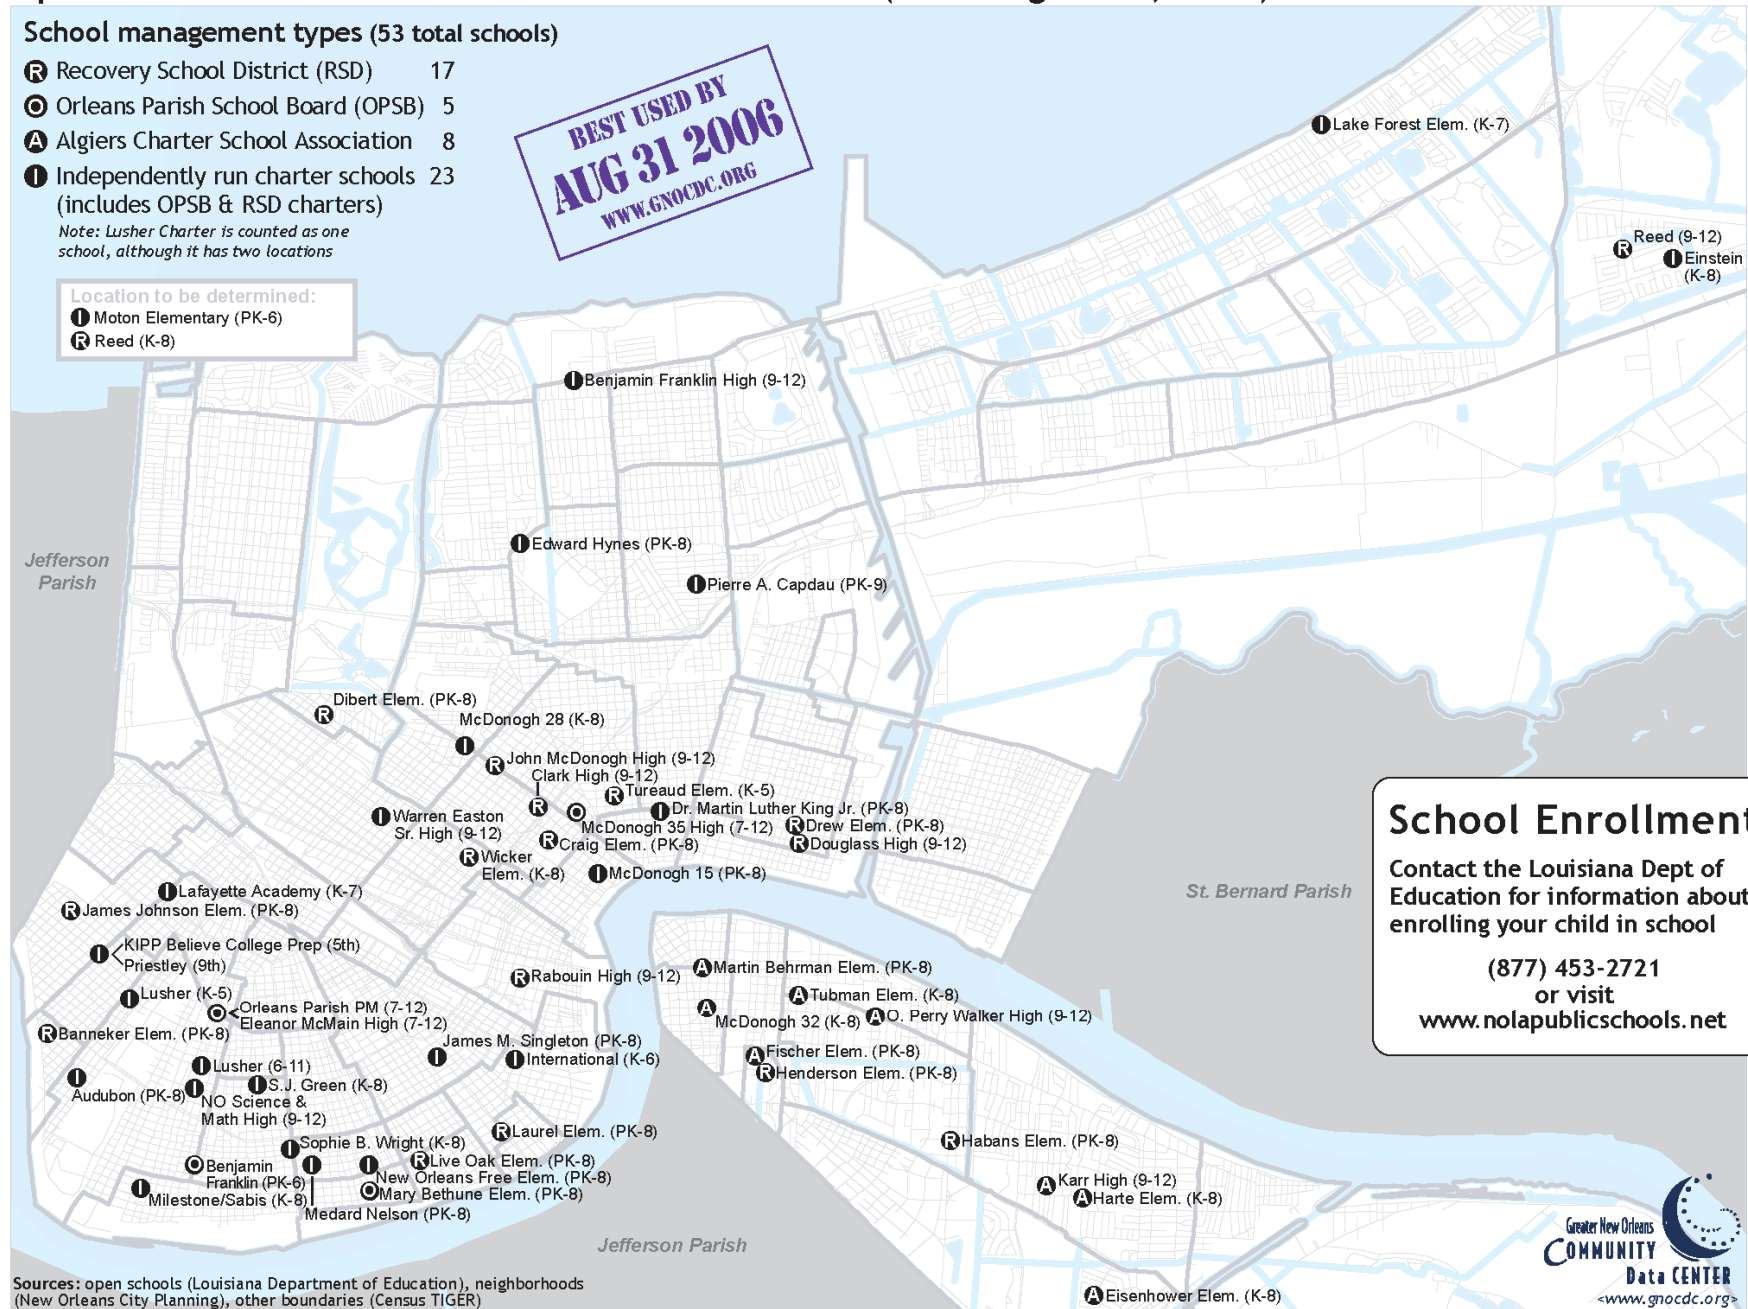 School management types (53 total schools)
R Recovery School District (RSD) 17
O Orleans Parish School Board (OPSB) 5
A Algiers Charter School Association 8
I Independently run charter schools 23
(includes OPSB & RSD charters)
Note: Lusher Charter is counted as one
school, although it has two locations
BEST USED BY
AUG 31 2006
WWW.GNOCDC.ORG
Location to be determined:
I Moton Elementary (PK-6)
R Reed (K-8)
I Lake Forest Elem. (K-7)
R Reed (9-12)
I Einstein
(K-8)
I Benjamin Franklin High (9-12)
Jefferson
Parish
I Edward Hynes (PK-8)
I Pierre A. Capdau (PK-9)
Dibert Elem. (PK-8)
R
McDonogh 28 (K-8)
I
R John McDonogh High (9-12)
Clark High (9-12)
R
R Tureaud Elem. (K-5)
I Dr. Martin Luther King Jr. (PK-8)
O
McDonogh 35 High (7-12)
R Drew Elem. (PK-8)
R Douglass High (9-12)
I Warren Easton
Sr. High (9-12)
R Craig Elem. (PK-8)
R Wicker
Elem. (K-8)
I McDonogh 15 (PK-8)
I Lafayette Academy (K-7)
R James Johnson Elem. (PK-8)
I KIPP Believe College Prep (5th)
Priestley (9th)
I Lusher (K-5)
O Orleans Parish PM (7-12)
Eleanor McMain High (7-12)
R Banneker Elem. (PK-8)
R Rabouin High (9-12)
James M. Singleton (PK-8)
I
I International (K-6)
I Lusher (6-11)
I
Audubon (PK-8)
I S.J. Green (K-8)
I NO Science &
Math High (9-12)
R Laurel Elem. (PK-8)
I Sophie B. Wright (K-8)
R Live Oak Elem. (PK-8)
O Benjamin
Franklin (PK-6)
I
New Orleans Free Elem. (PK-8)
O Mary Bethune Elem. (PK-8)
I Milestone/Sabis (K-8)
I
Medard Nelson (PK-8)
A Martin Behrman Elem. (PK-8)
A Tubman Elem. (K-8)
A
McDonogh 32 (K-8)
A O. Perry Walker High (9-12)
A Fischer Elem. (PK-8)
R Henderson Elem. (PK-8)
R Habans Elem. (PK-8)
A Karr High (9-12)
A Harte Elem. (K-8)
A Eisenhower Elem. (K-8)
St. Bernard Parish
Jefferson Parish
School Enrollment
Contact the Louisiana Dept of
Education for information about
enrolling your child in school
(877) 453-2721
or visit
www.nolapublicschools.net
Greater New Orleans
COMMUNITY
Data CENTER
<www.gnocdc.org>
Sources: open schools (Louisiana Department of Education), neighborhoods
(New Orleans City Planning), other boundaries (Census TIGER)